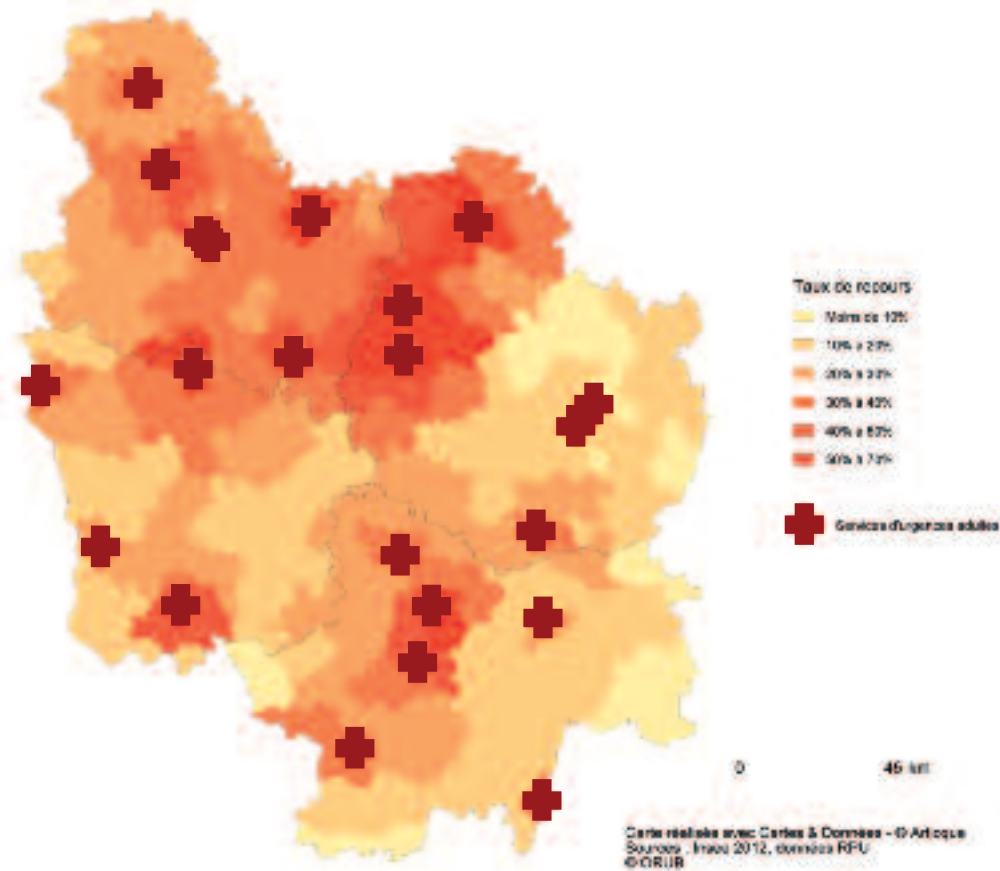 Taux de recours
Moins de 10%
10% à 20%
20% à 30%
30% à 40%
40% à 50%
50% à 70%
Services d'urgences adultes
0 45 km
Carte réalisée avec Cartes & Données - © Articque
Sources : Insee 2012, données RPU
© ORUB